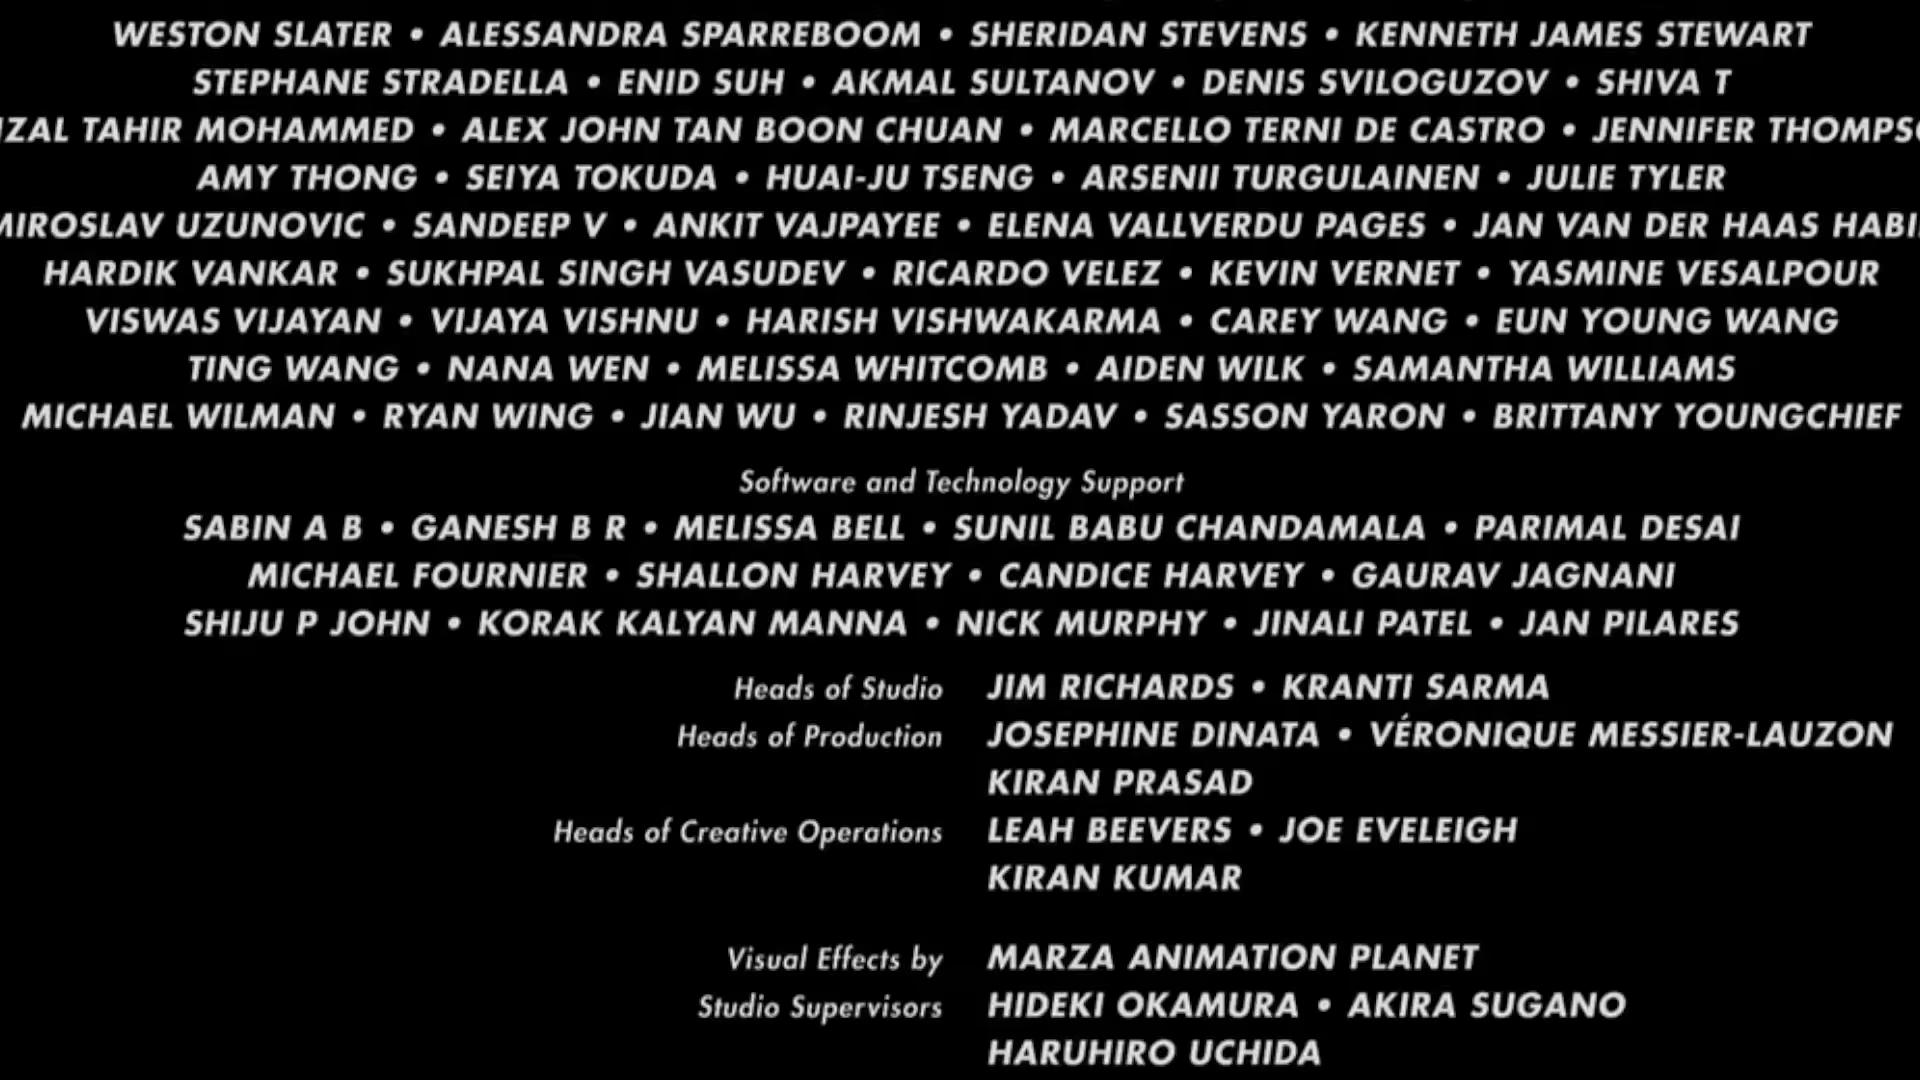 WESTON SLATER • ALESSANDRA SPARREBOOM • SHERIDAN STEVENS • KENNETH JAMES STEWART
STEPHANE STRADELLA • ENID SUH • AKMAL SULTANOV • DENIS SVILOGUZOV • SHIVA T
TAHIR MOHAMMED • ALEX JOHN TAN BOON CHUAN • MARCELLO TERNI DE CASTRO • JENNIFER
AMY THONG • SEIYA TOKUDA • HUAI-JU TSENG • ARSENII TURGULAINEN • JULIE TYLER
MIROSLAV UZUNOVIC • SANDEEP V • ANKIT VAJPAYEE • ELENA VALLVERDU PAGES • JAN VAN DER HAAS
HARDIK VANKAR • SUKHPAL SINGH VASUDEV • RICARDO VELEZ • KEVIN VERNET • YASMINE VESALPOUR
VISWAS VIJAYAN • VIJAYA VISHNU • HARISH VISHWAKARMA • CAREY WANG • EUN YOUNG WANG
TING WANG • NANA WEN • MELISSA WHITCOMB • AIDEN WILK • SAMANTHA WILLIAMS
MICHAEL WILMAN • RYAN WING • JIAN WU • RINJESH YADAV • SASSON YARON • BRITTANY YOUNGCHIEF
Software and Technology Support
SABIN A B • GANESH B R • MELISSA BELL • SUNIL BABU CHANDAMALA • PARIMAL DESAI
MICHAEL FOURNIER • SHALLON HARVEY • CANDICE HARVEY • GAURAV JAGNANI
SHIJU P JOHN • KORAK KALYAN MANNA • NICK MURPHY • JINALI PATEL • JAN PILARES
Heads of Studio JIM RICHARDS • KRANTI SARMA
Heads of Production JOSEPHINE DINATA • VÉRONIQUE MESSIER-LAUZON
KIRAN PRASAD
Heads of Creative Operations LEAH BEEVERS • JOE EVELEIGH
KIRAN KUMAR
Visual Effects by MARZA ANIMATION PLANET
Studio Supervisors HIDEKI OKAMURA • AKIRA SUGANO
HARUHIRO UCHIDA